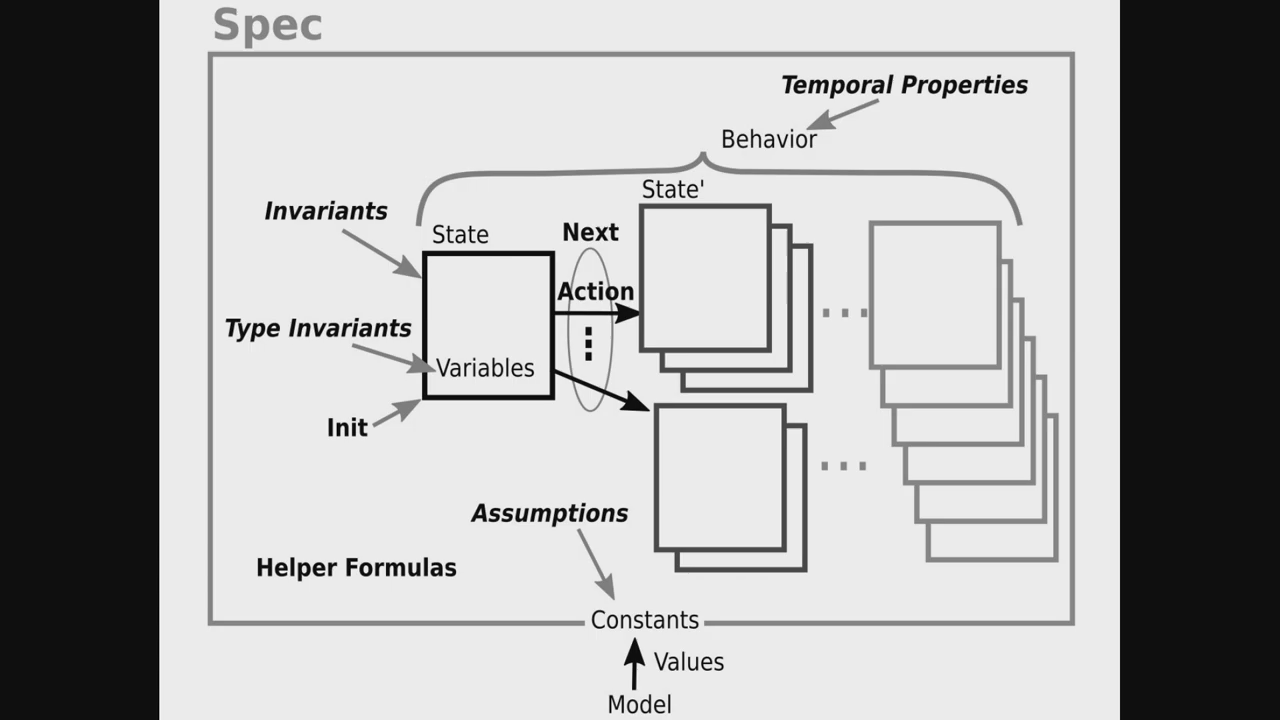 Spec
Temporal Properties
Behavior
State'
Invariants
State
Next
Action
Type Invariants
Variables
Init
Assumptions
Helper Formulas
Constants
Values
Model